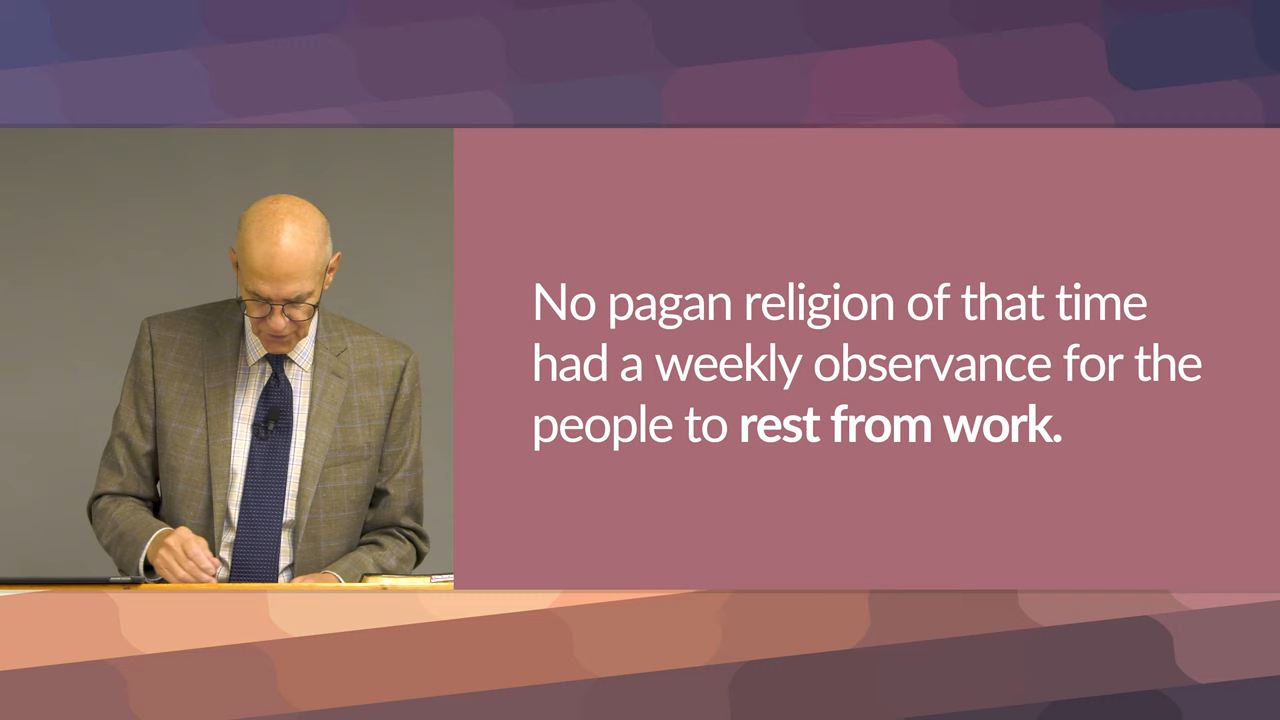 No pagan religion of that time
had a weekly observance for the
people to rest from work.